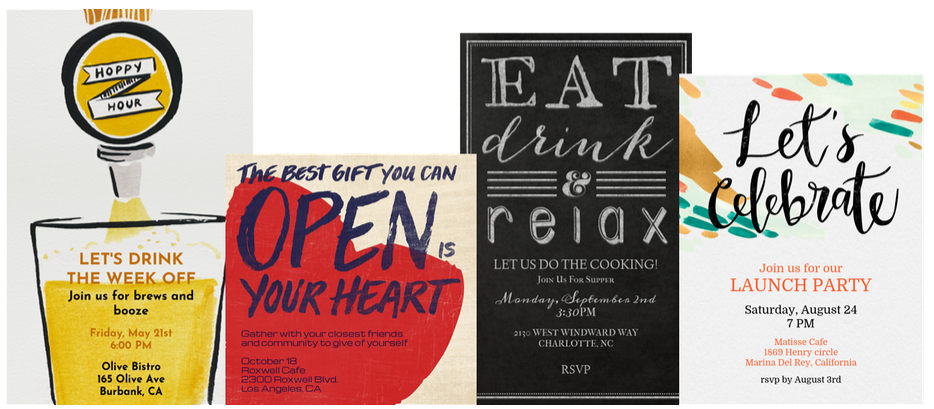 HOPPY
HOUR
LET'S DRINK
THE WEEK OFF
Join us for brews and
booze
Friday, May 21st
6:00 PM
Olive Bistro
165 Olive Ave
Burbank, CA
THE BEST GIFT YOU CAN
OPEN IS
YOUR HEART
Gather with your closest friends
and community to give of yourself
October 18
Roxwell Cafe
2300 Roxwell Blvd.
Los Angeles, CA
EAT
drink
&
relax
LET US DO THE COOKING!
Join Us For Supper
Monday, September 2nd
3:30PM
2130 WEST WINDWARD WAY
CHARLOTTE, NC
RSVP
Let's
Celebrate
Join us for our
LAUNCH PARTY
Saturday, August 24
7 PM
Matisse Cafe
1869 Henry circle
Marina Del Rey, California
rsvp by August 3rd